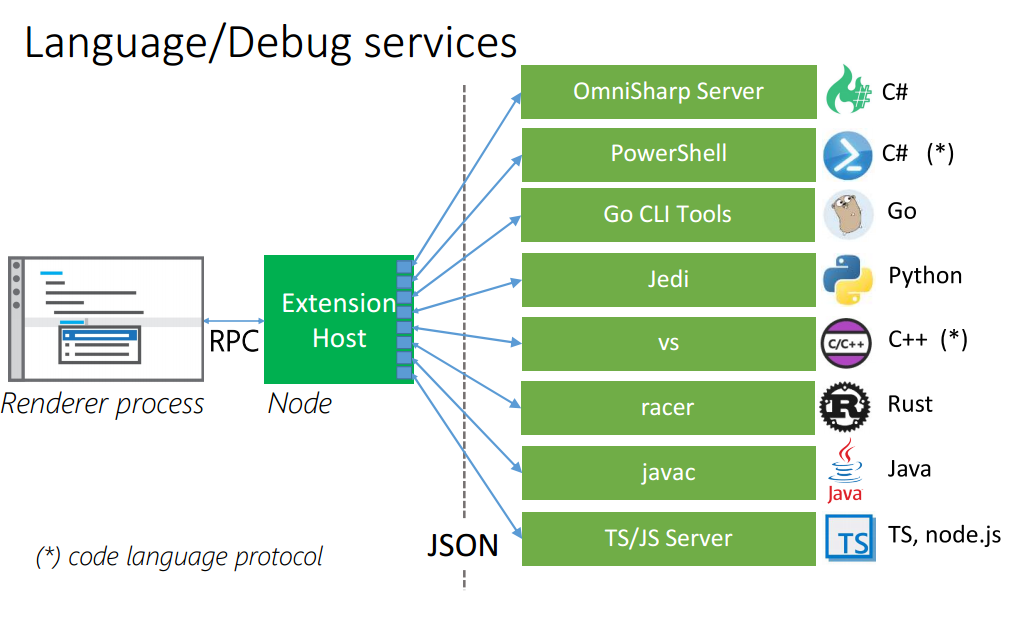 Language/Debug services
OmniSharp Server
C#
PowerShell
C# (*)
Go CLI Tools
Go
Jedi
Python
vs
C/C++
C++ (*)
racer
R
Rust
javac
Java
Java
TS/JS Server
TS
TS, node.js
Extension
Host
RPC
Renderer process
Node
JSON
(*) code language protocol